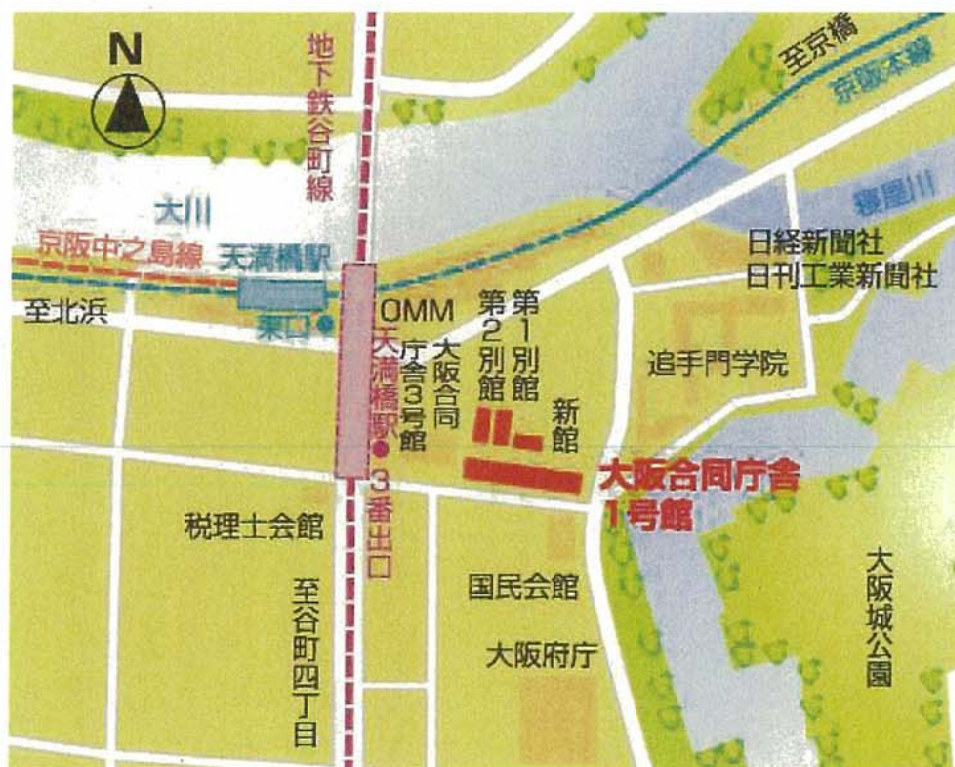 N
地下鉄谷町線
至京橋
京阪本線
大川
寝屋川
京阪中之島線
天満橋駅
日経新聞社
日刊工業新聞社
至北浜
東口
OMM
天満橋駅
3番出口
大阪合同
庁舎3号館
第2別館
第1別館
新館
追手門学院
大阪合同庁舎
1号館
税理士会館
国民会館
大阪府庁
至谷町四丁目
大阪城公園